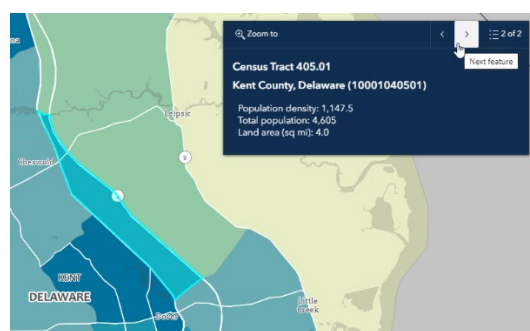 Zoom to
2 of 2
Next feature
Census Tract 405.01
Kent County, Delaware (10001040501)
Population density: 1,147.5
Total population: 4,605
Land area (sq mi): 4.0
na
Leipsic
9
Cheswold
1
KENT
DELAWARE
Dover
Little
Creek